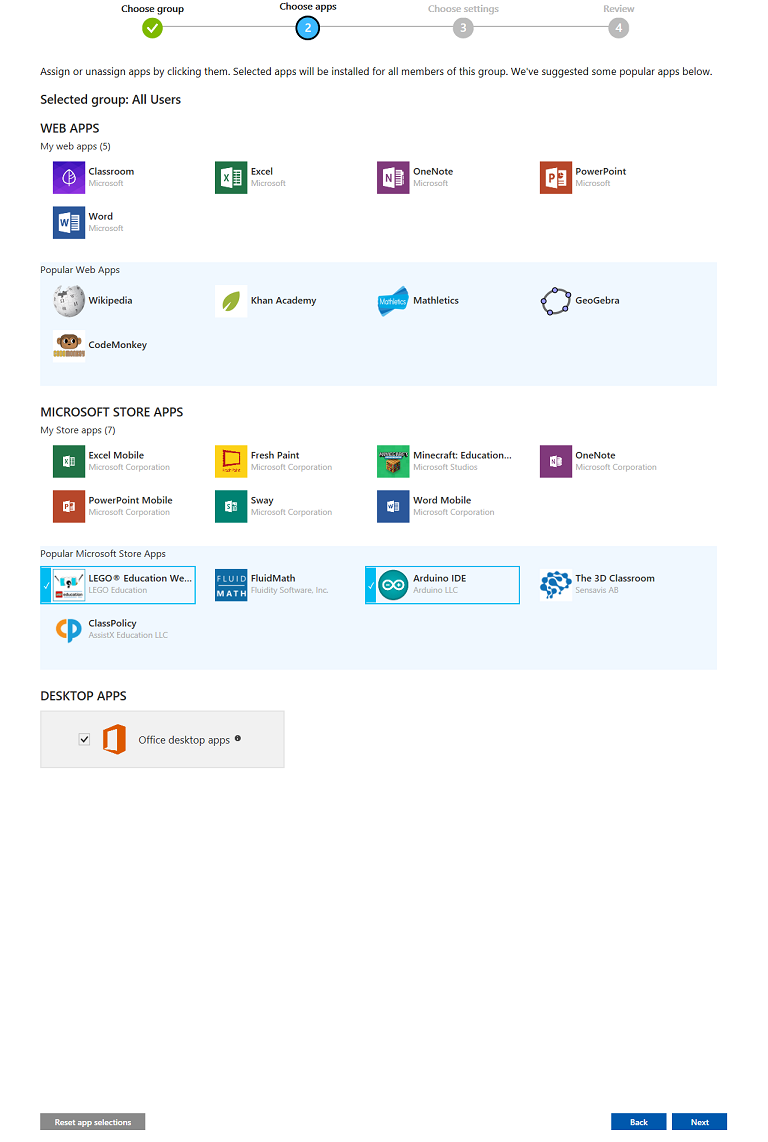 Choose group
Choose apps
Choose settings
Review
2
3
4
Assign or unassign apps by clicking them. Selected apps will be installed for all members of this group. We've suggested some popular apps below.
Selected group: All Users
WEB APPS
My web apps (5)
Classroom
Microsoft
Excel
Microsoft
OneNote
Microsoft
PowerPoint
Microsoft
Word
Microsoft
Popular Web Apps
Wikipedia
Khan Academy
Mathletics
Mathletics
GeoGebra
CodeMonkey
MICROSOFT STORE APPS
My Store apps (7)
Excel Mobile
Microsoft Corporation
Fresh Paint
Microsoft Corporation
Minecraft: Education...
Microsoft Studios
OneNote
Microsoft Corporation
PowerPoint Mobile
Microsoft Corporation
Sway
Microsoft Corporation
Word Mobile
Microsoft Corporation
Popular Microsoft Store Apps
LEGO® Education We...
LEGO Education
FLUID
MATH
FluidMath
Fluidity Software, Inc.
Arduino IDE
Arduino LLC
The 3D Classroom
Sensavis AB
ClassPolicy
AssistX Education LLC
DESKTOP APPS
Office desktop apps
Reset app selections
Back
Next